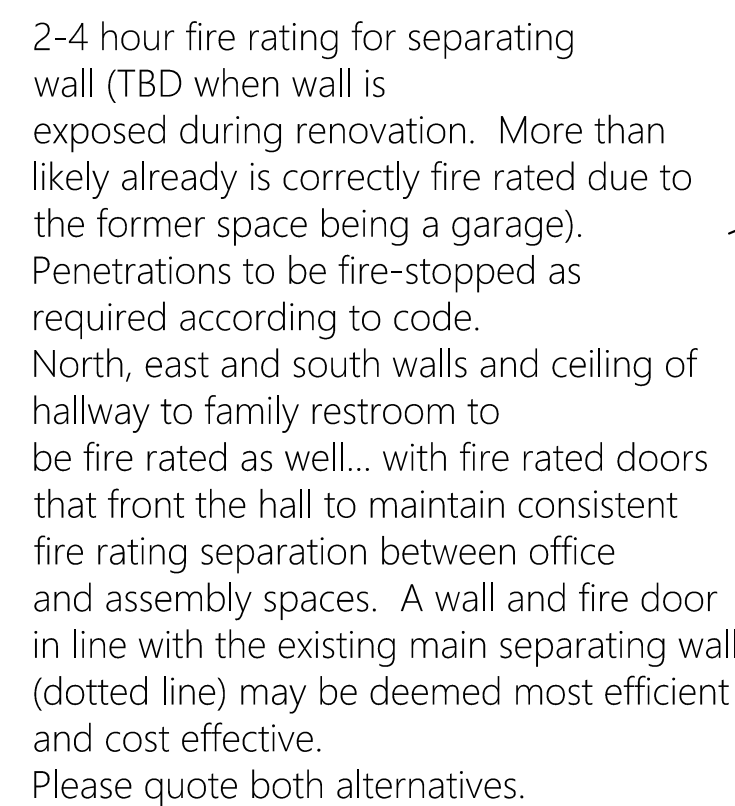 2-4 hour fire rating for separating
wall (TBD when wall is
exposed during renovation.  More than
likely already is correctly fire rated due to
the former space being a garage).
Penetrations to be fire-stopped as
required according to code.
North, east and south walls and ceiling of
hallway to family restroom to
be fire rated as well... with fire rated doors
that front the hall to maintain consistent
fire rating separation between office
and assembly spaces.  A wall and fire door
in line with the existing main separating wall
(dotted line) may be deemed most efficient
and cost effective.
Please quote both alternatives.